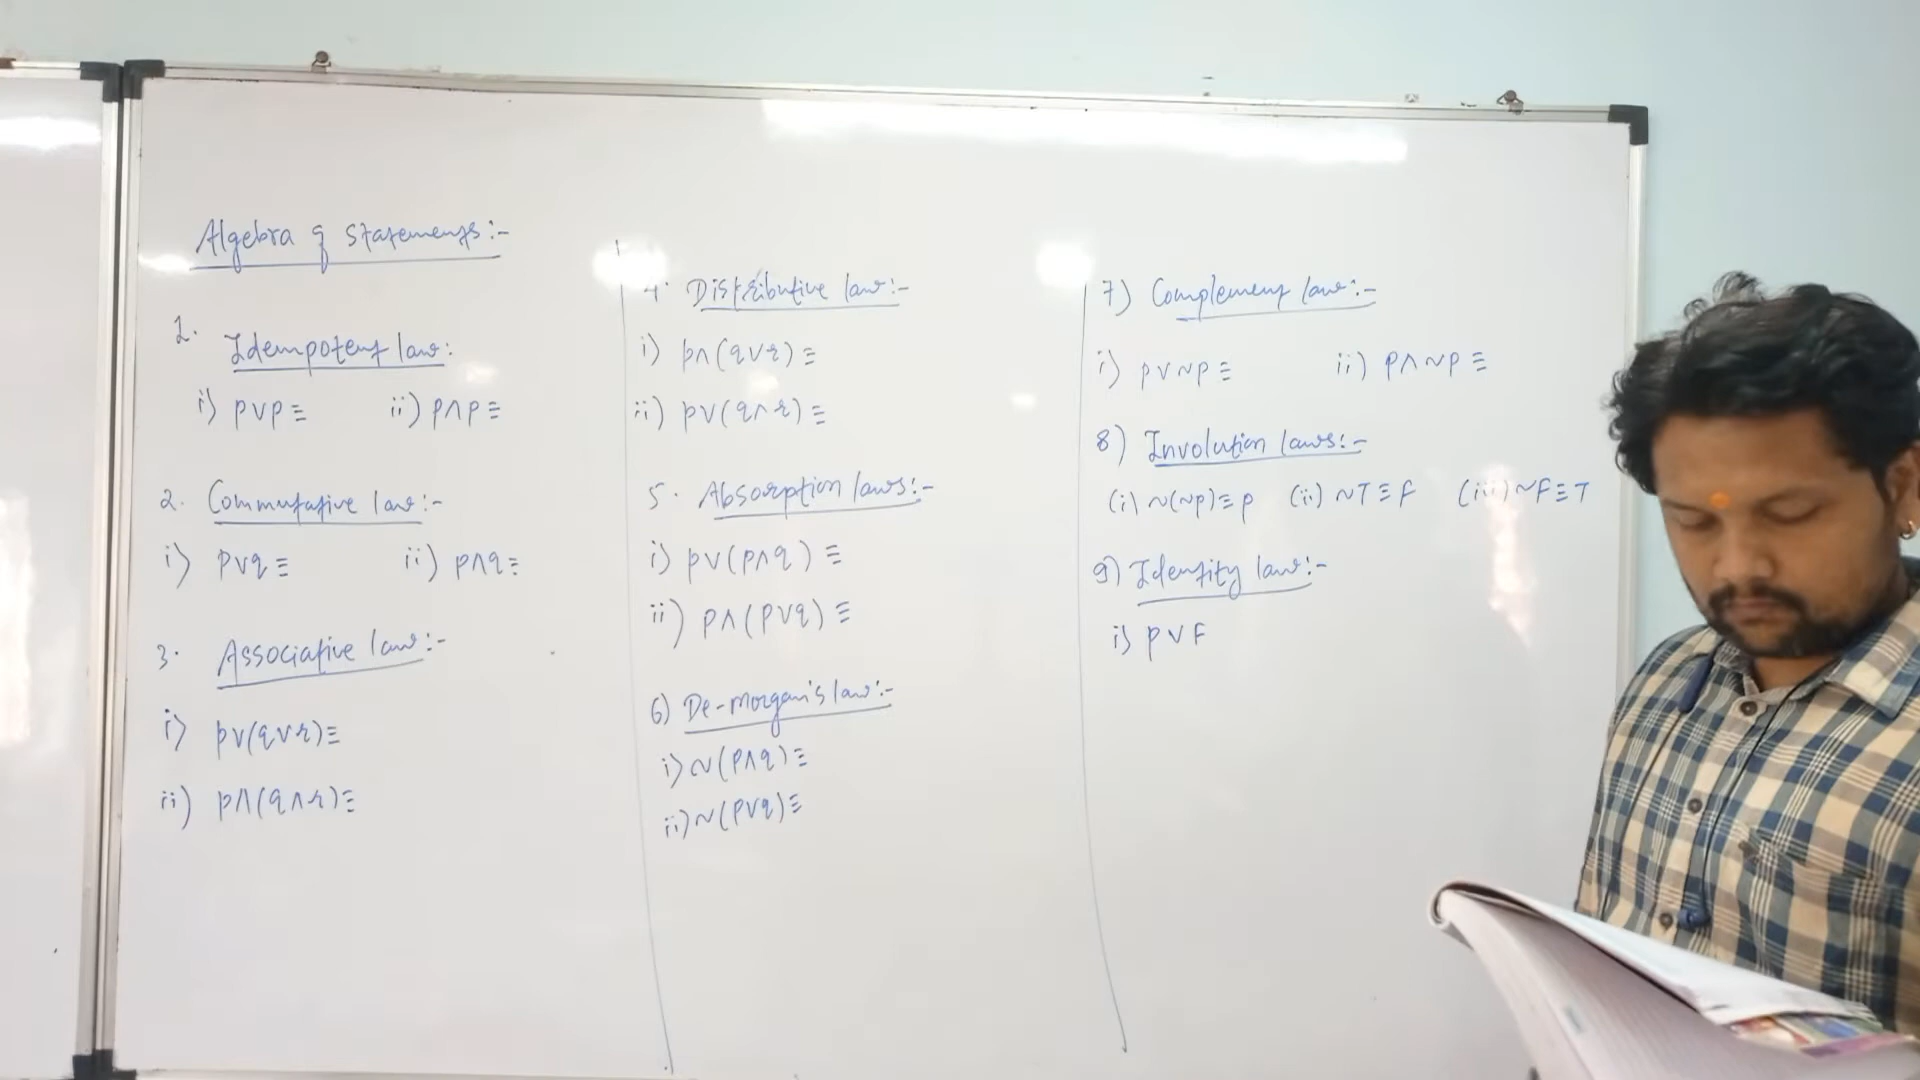 Algebra of statements:-
1.
Idempotent law:
i) p∨p≡ ii) p∧p≡
2. Commutative law:-
i) p∨q≡ ii) p∧q≡
3. Associative law:-
i) p∨(q∨r)≡
ii) p∧(q∧r)≡
4. Distributive law:-
i) p∧(q∨r)≡
ii) p∨(q∧r)≡
5. Absorption laws:-
i) p∨(p∧q)≡
ii) p∧(p∨q)≡
6) De-morgan's law:-
i) ~(p∧q)≡
ii) ~(p∨q)≡
7) Complement law:-
i) p∨~p≡ ii) p∧~p≡
8) Involution laws:-
(i) ~(~p)≡p (ii) ~T≡F (iii) ~F≡T
9) Identity law:-
i) p∨F